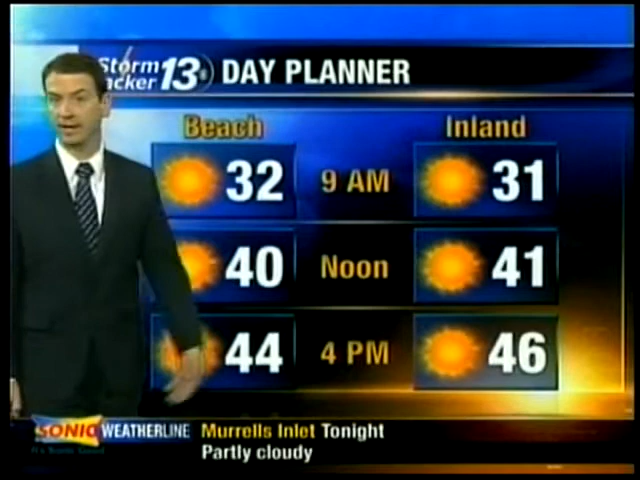 Storm
acker 13
DAY PLANNER
Beach Inland
32 9 AM 31
40 Noon 41
44 4 PM 46
SONIC WEATHERLINE Murrells Inlet Tonight
Partly cloudy